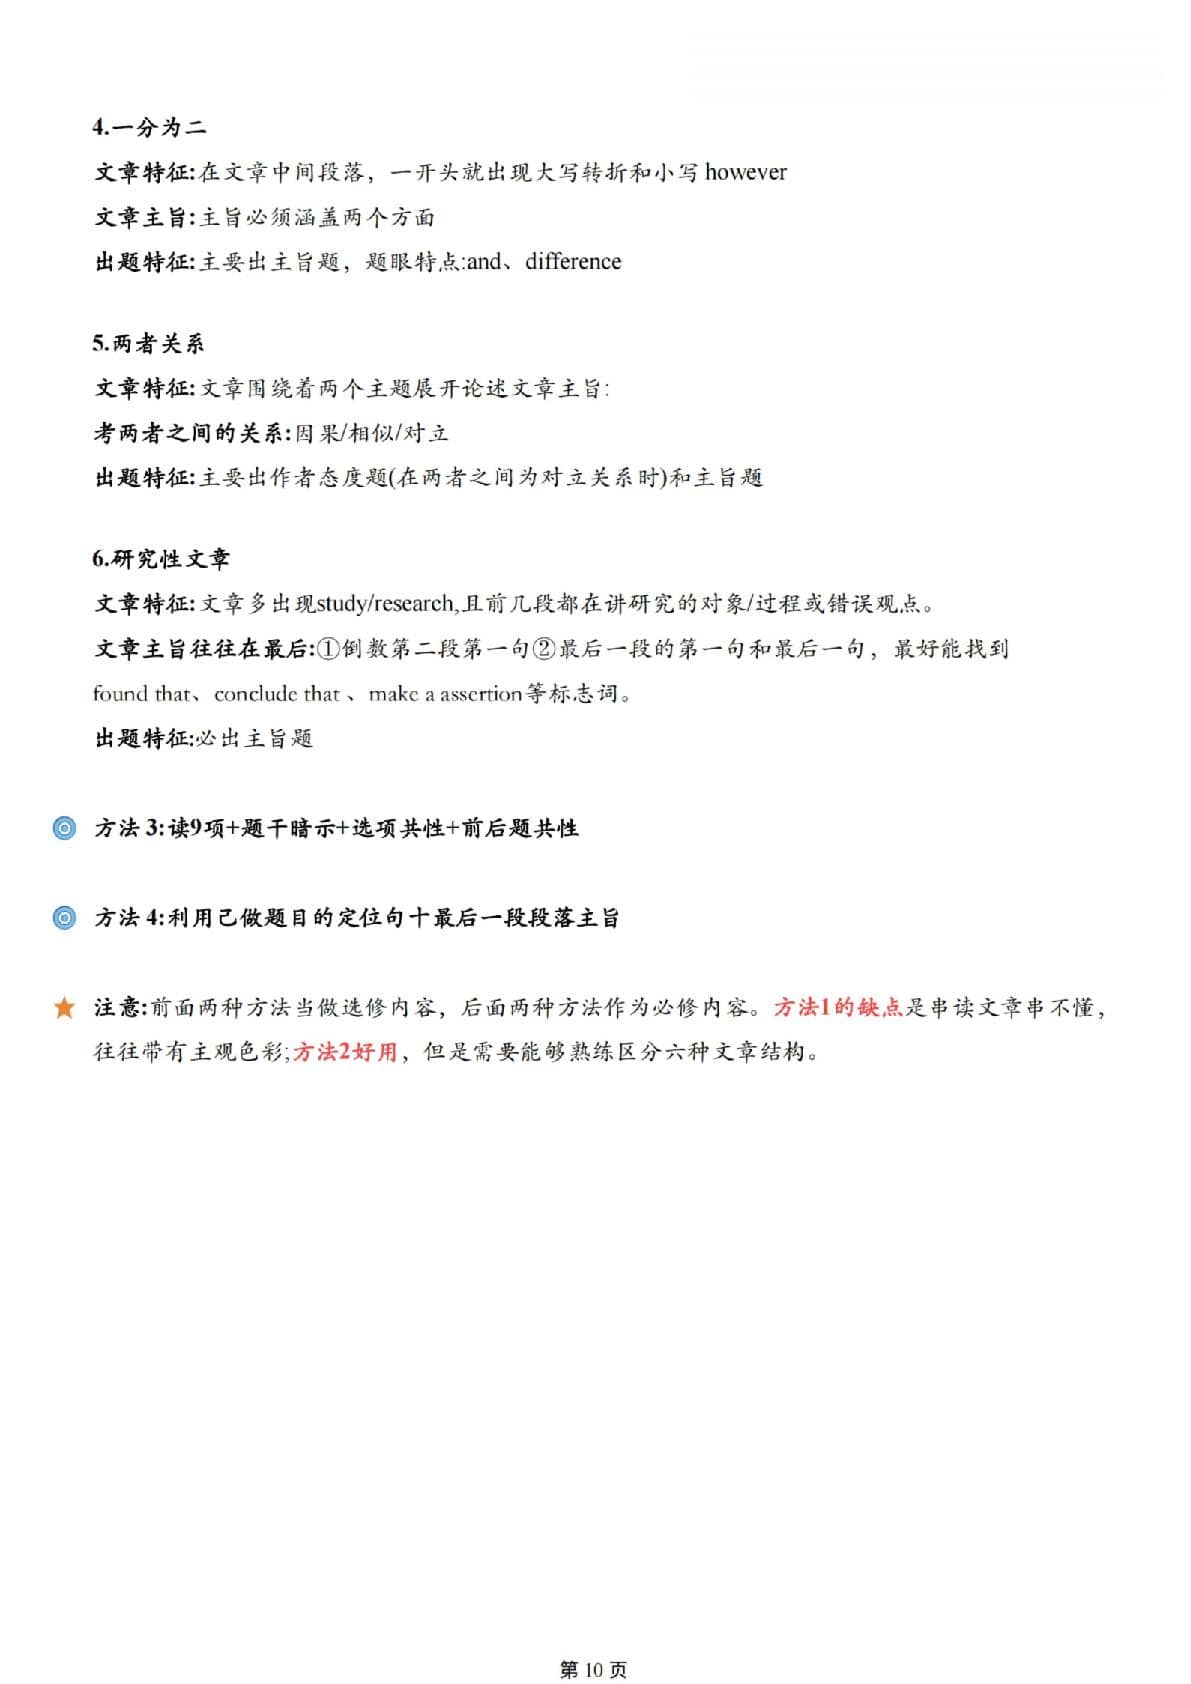 4.一分为二
文章特征:在文章中间段落，一开头就出现大写转折和小写 however
文章主旨:主旨必须涵盖两个方面
出题特征:主要出主旨题，题眼特点:and、difference
5.两者关系
文章特征:文章围绕着两个主题展开论述文章主旨:
考两者之间的关系:因果/相似/对立
出题特征:主要出作者态度题(在两者之间为对立关系时)和主旨题
6.研究性文章
文章特征:文章多出现study/research,且前几段都在讲研究的对象/过程或错误观点。
文章主旨往往在最后:①倒数第二段第一句②最后一段的第一句和最后一句，最好能找到
found that、conclude that 、make a assertion等标志词。
出题特征:必出主旨题
方法 3:读9项+题干暗示+选项共性+前后题共性
方法 4:利用己做题目的定位句十最后一段段落主旨
注意:前面两种方法当做选修内容，后面两种方法作为必修内容。方法1的缺点是串读文章串不懂，
往往带有主观色彩;方法2好用，但是需要能够熟练区分六种文章结构。
第 10 页